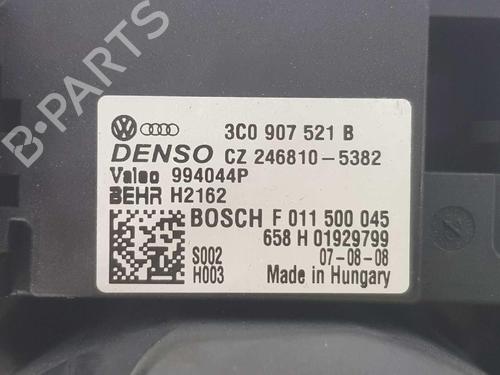 3C0 907 521 B
DENSO CZ 246810-5382
Valeo 994044P
BEHR H2162
BOSCH F 011 500 045
658 H 01929799
S002 07-08-08
H003 Made in Hungary
B-PARTS